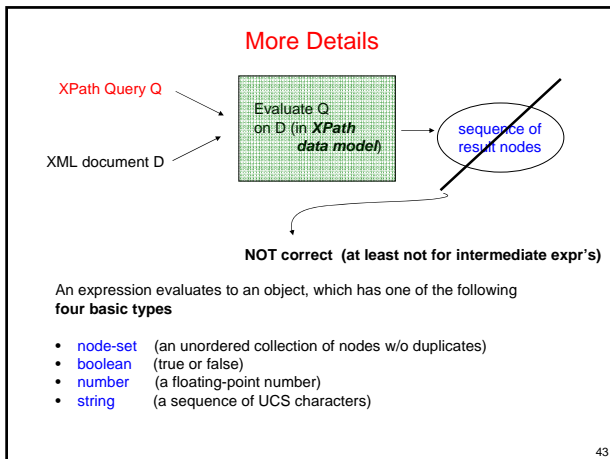 More Details
XPath Query Q
XML document D
Evaluate Q
on D (in XPath
data model)
sequence of
result nodes
NOT correct (at least not for intermediate expr's)
An expression evaluates to an object, which has one of the following
four basic types
• node-set (an unordered collection of nodes w/o duplicates)
• boolean (true or false)
• number (a floating-point number)
• string (a sequence of UCS characters)
43